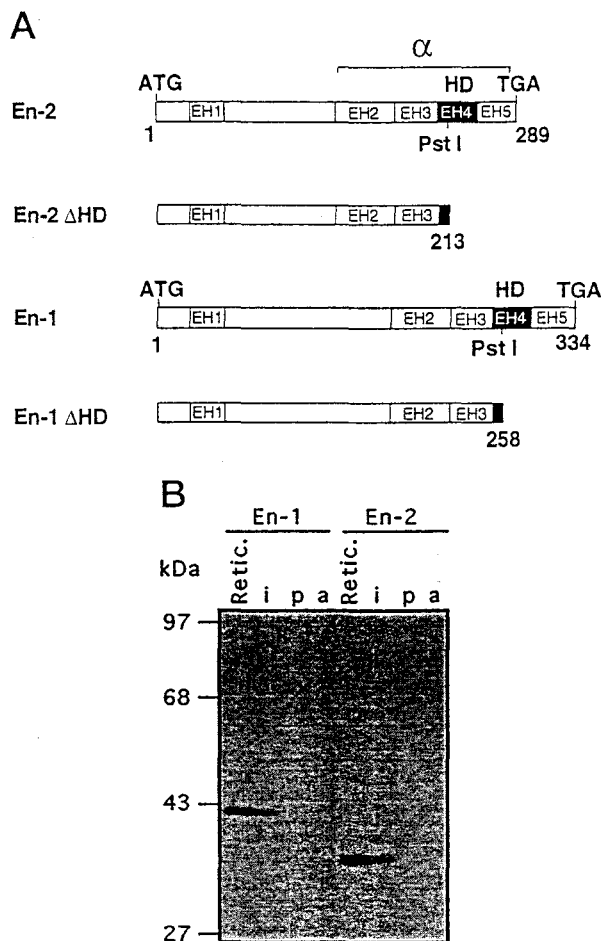 A
α
ATG HD TGA
En-2 EH1 EH2 EH3 EH4 EH5
1 Pst I 289
En-2 ΔHD EH1 EH2 EH3
213
ATG HD TGA
En-1 EH1 EH2 EH3 EH4 EH5
1 Pst I 334
En-1 ΔHD EH1 EH2 EH3
258
B
En-1 En-2
kDa Retic. i p a Retic. i p a
97
68
43
27